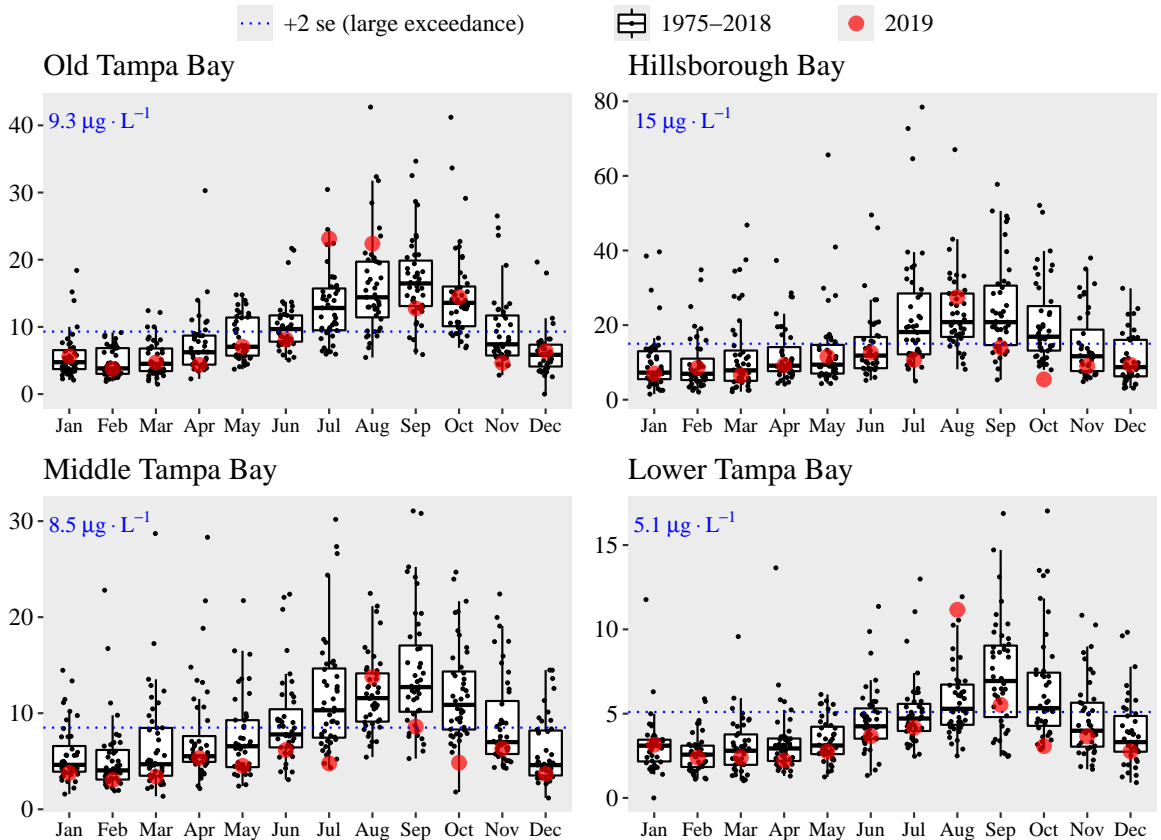 +2 se (large exceedance) 1975−2018 2019
Old Tampa Bay
9.3 μg ⋅ L−1
40
30
20
10
0
Jan Feb Mar Apr May Jun Jul Aug Sep Oct Nov Dec
Hillsborough Bay
15 μg ⋅ L−1
80
60
40
20
0
Jan Feb Mar Apr May Jun Jul Aug Sep Oct Nov Dec
Middle Tampa Bay
8.5 μg ⋅ L−1
30
20
10
0
Jan Feb Mar Apr May Jun Jul Aug Sep Oct Nov Dec
Lower Tampa Bay
5.1 μg ⋅ L−1
15
10
5
0
Jan Feb Mar Apr May Jun Jul Aug Sep Oct Nov Dec